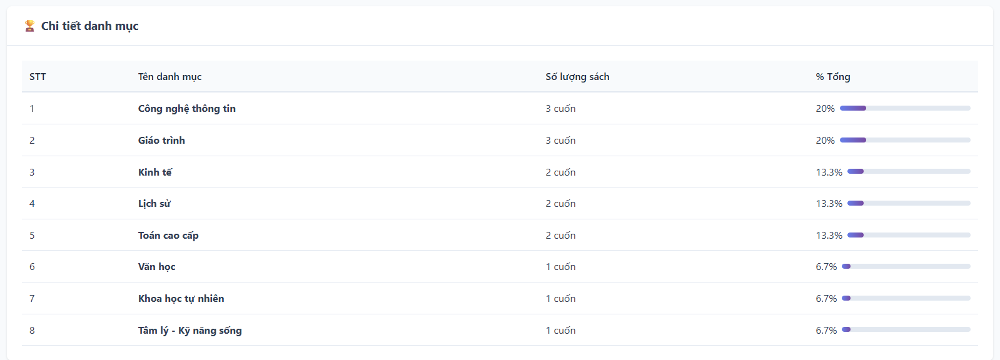 Chi tiết danh mục
STT Tên danh mục Số lượng sách % Tổng
1 Công nghệ thông tin 3 cuốn 20%
2 Giáo trình 3 cuốn 20%
3 Kinh tế 2 cuốn 13.3%
4 Lịch sử 2 cuốn 13.3%
5 Toán cao cấp 2 cuốn 13.3%
6 Văn học 1 cuốn 6.7%
7 Khoa học tự nhiên 1 cuốn 6.7%
8 Tâm lý - Kỹ năng sống 1 cuốn 6.7%